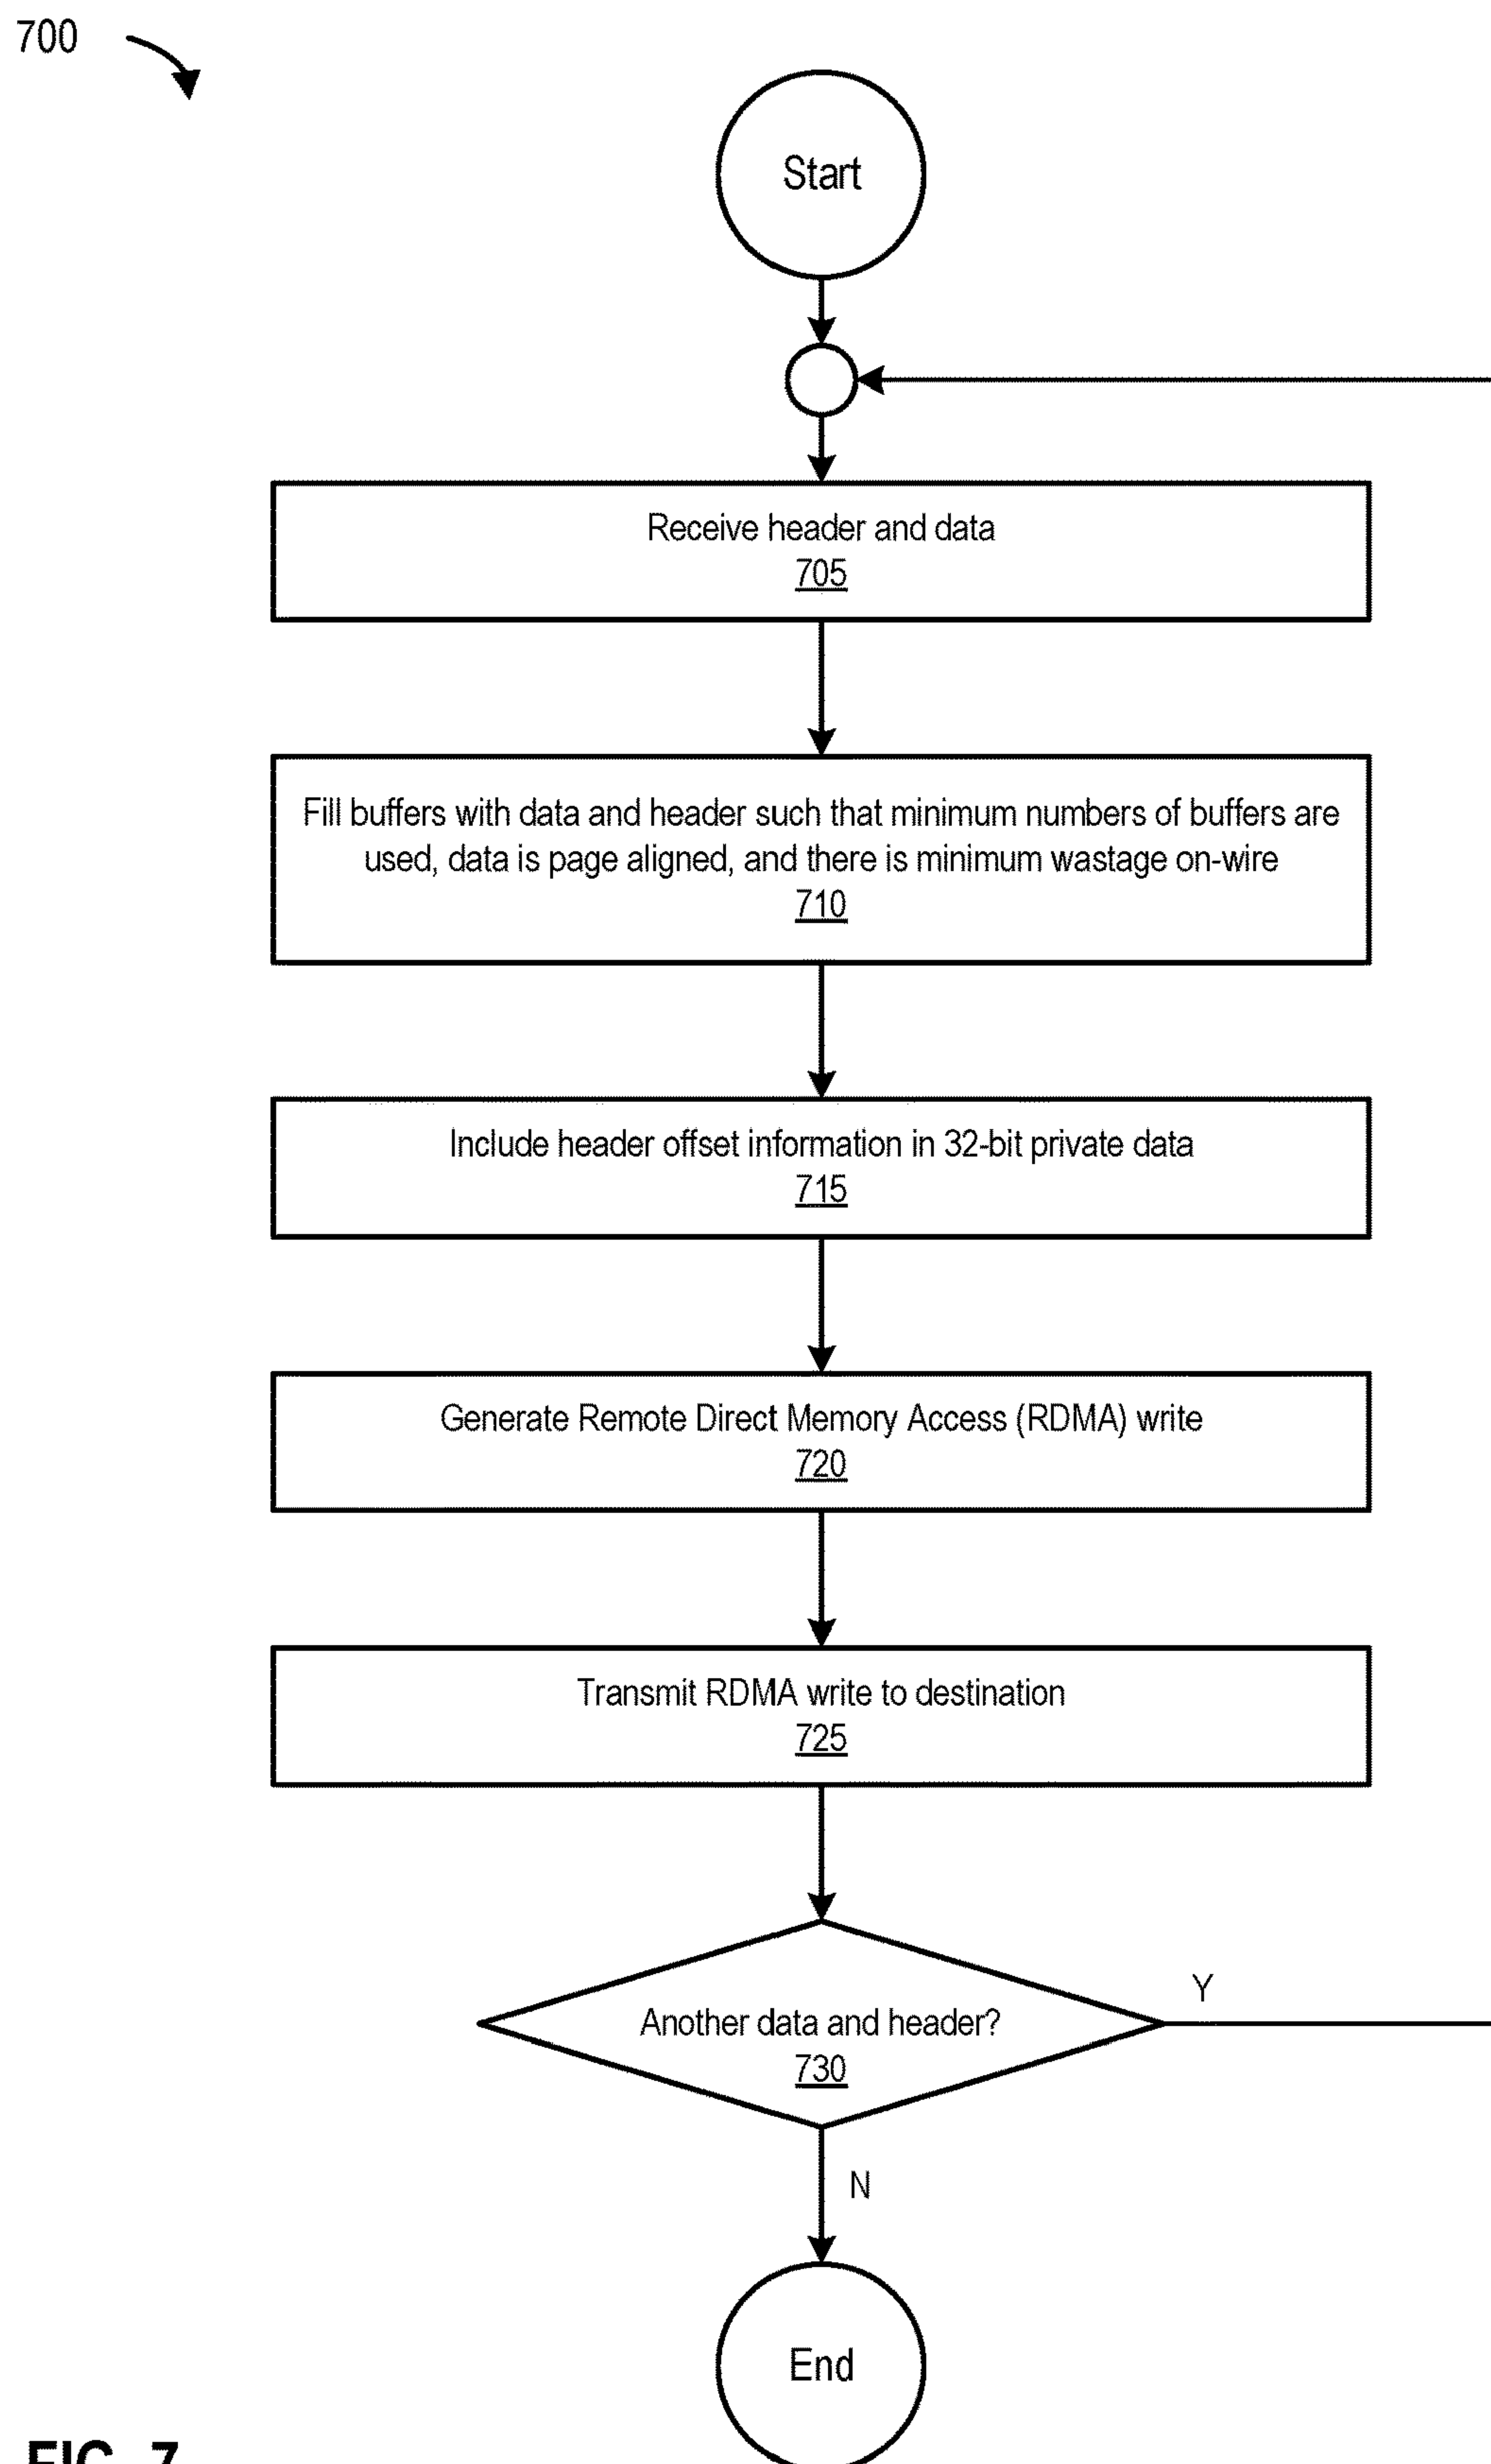 700
Start
Receive header and data
705
Fill buffers with data and header such that minimum numbers of buffers are
used, data is page aligned, and there is minimum wastage on-wire
710
Include header offset information in 32-bit private data
715
Generate Remote Direct Memory Access (RDMA) write
720
Transmit RDMA write to destination
725
Another data and header?
730
Y
N
End
FIG. 7